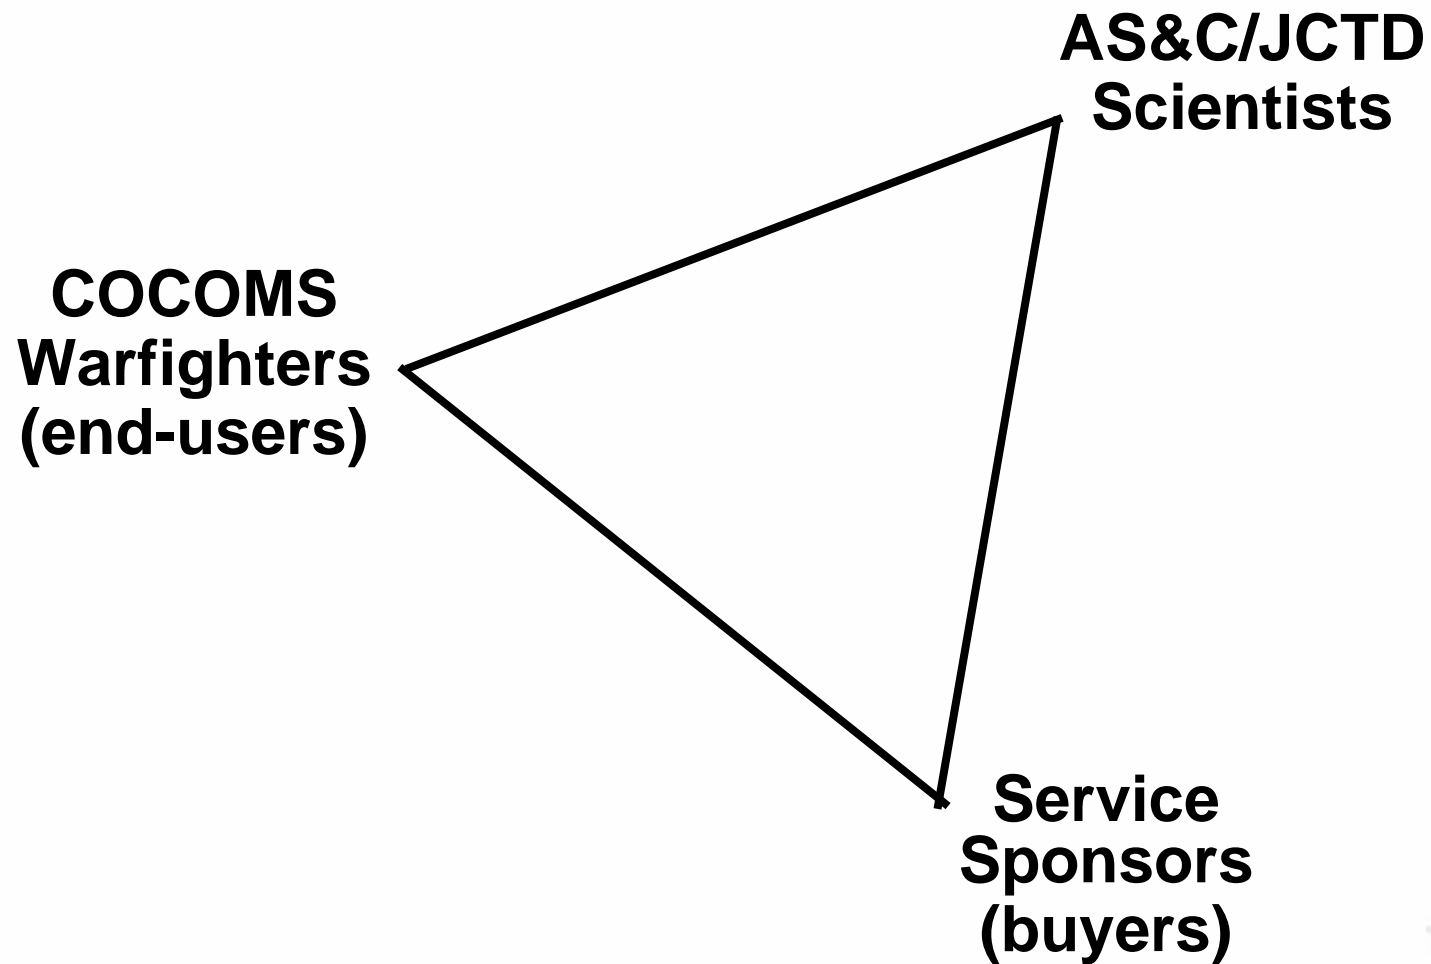 AS&C/JCTD
Scientists
COCOMS
Warfighters
(end-users)
Service
Sponsors
(buyers)